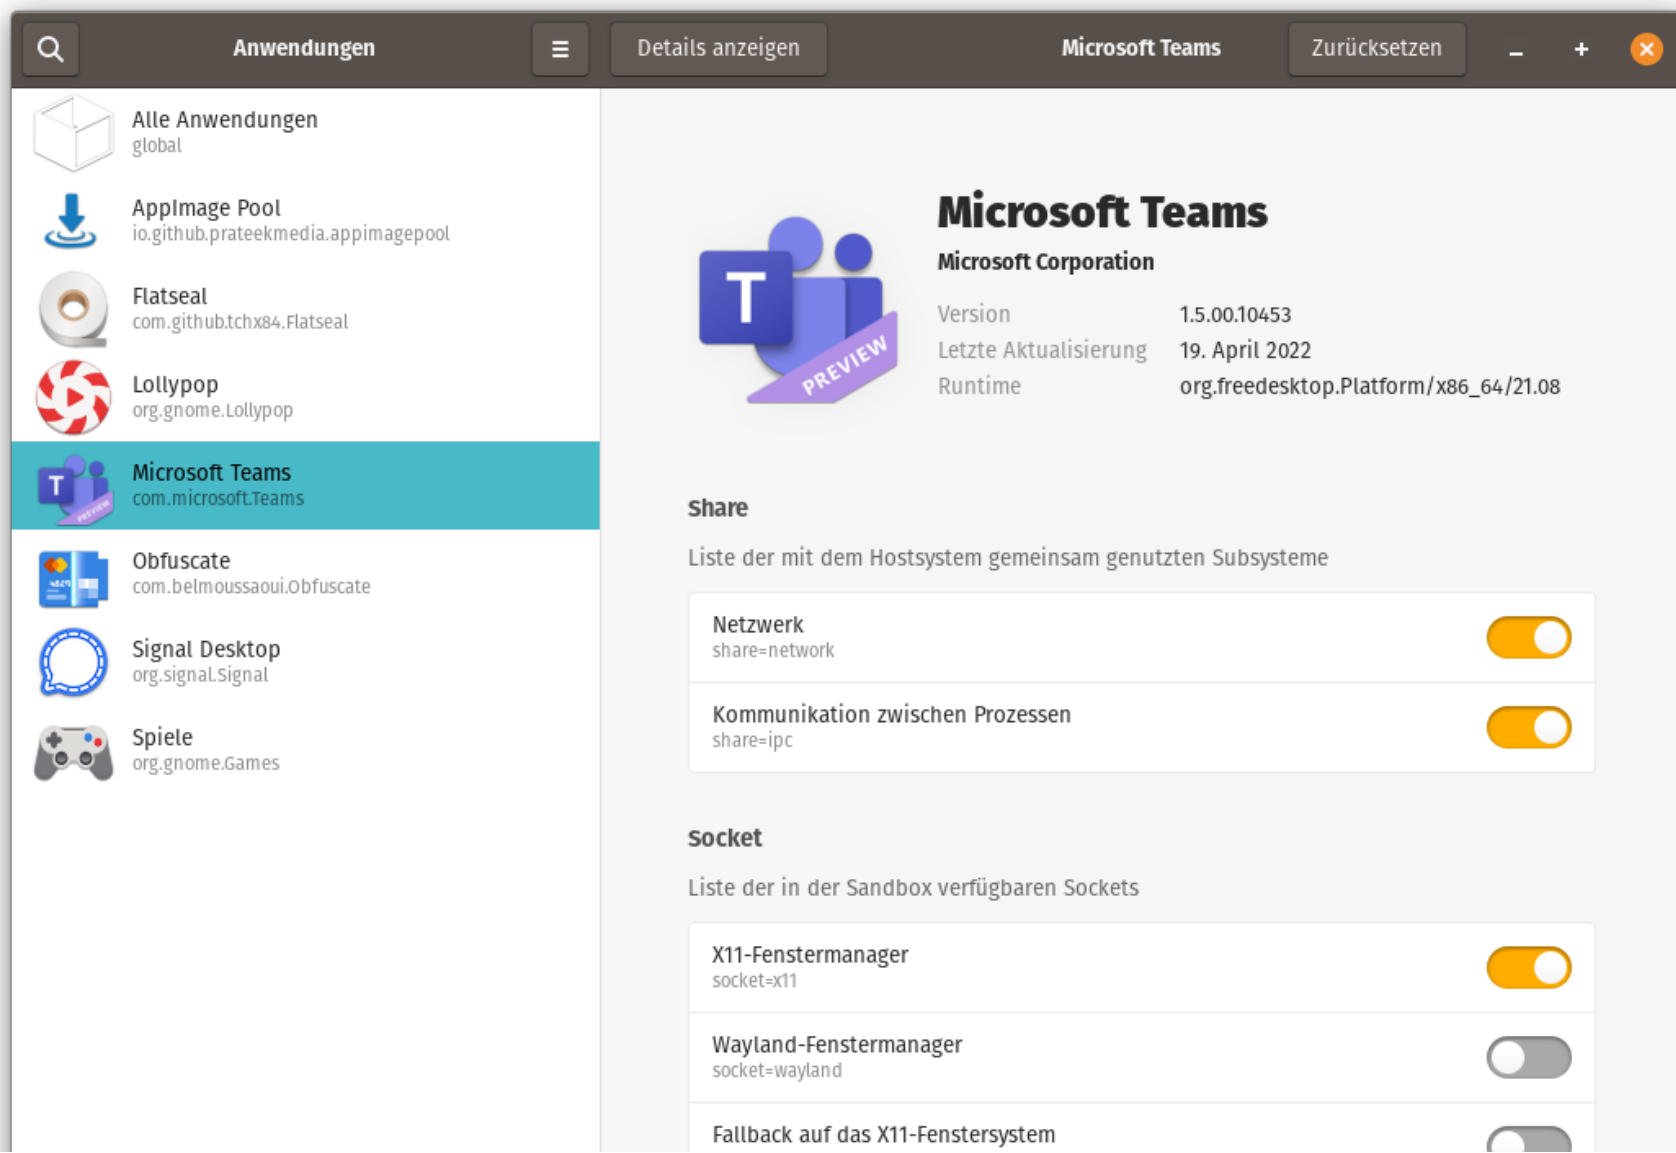 Anwendungen
Details anzeigen
Microsoft Teams
Zurücksetzen
Alle Anwendungen
global
AppImage Pool
io.github.prateekmedia.appimagepool
Flatseal
com.github.tchx84.Flatseal
Lollypop
org.gnome.Lollypop
T
PREVIEW
Microsoft Teams
com.microsoft.Teams
Obfuscate
com.belmoussaoui.Obfuscate
Signal Desktop
org.signal.Signal
Spiele
org.gnome.Games
T
PREVIEW
Microsoft Teams
Microsoft Corporation
Version 1.5.00.10453
Letzte Aktualisierung 19. April 2022
Runtime org.freedesktop.Platform/x86_64/21.08
Share
Liste der mit dem Hostsystem gemeinsam genutzten Subsysteme
Netzwerk
share=network
Kommunikation zwischen Prozessen
share=ipc
Socket
Liste der in der Sandbox verfügbaren Sockets
X11-Fenstermanager
socket=x11
Wayland-Fenstermanager
socket=wayland
Fallback auf das X11-Fenstersystem